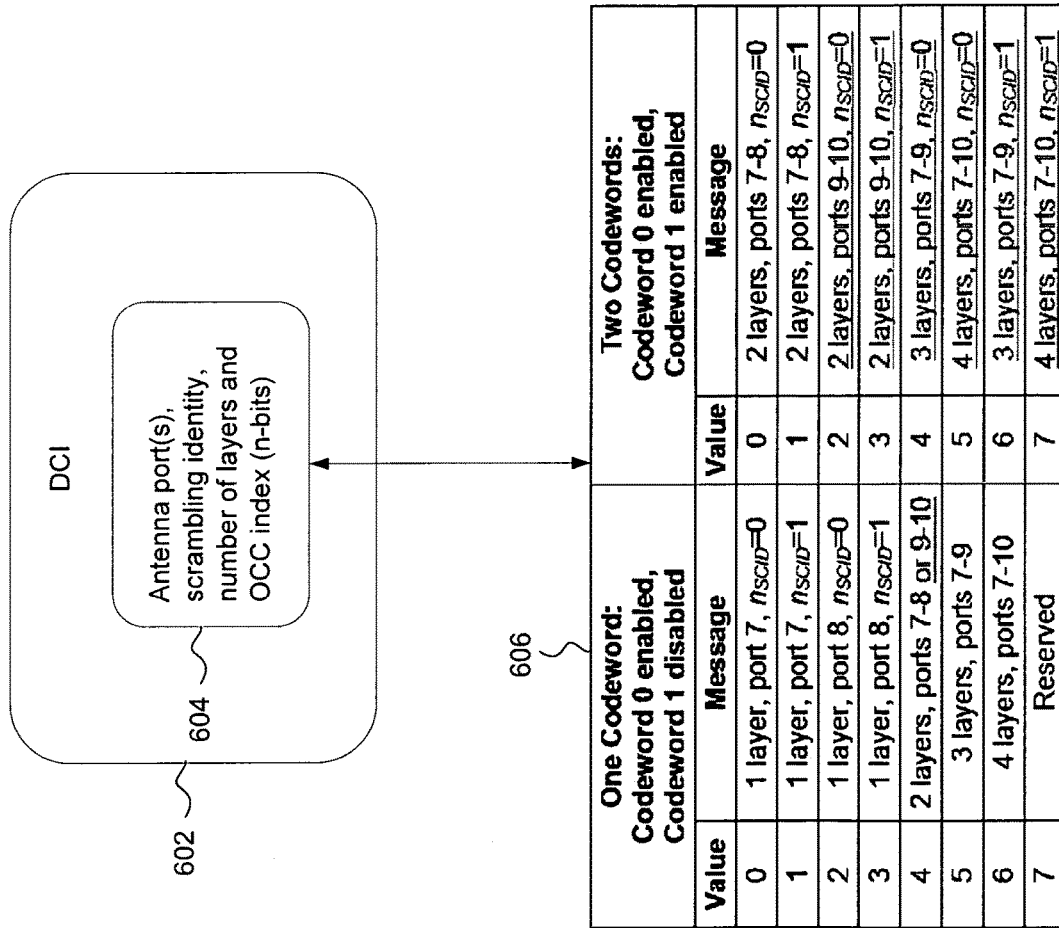 DCI
Antenna port(s),
scrambling identity,
number of layers and
OCC index (n-bits)
604
602
606
One Codeword:
Codeword 0 enabled,
Codeword 1 disabled
Two Codewords:
Codeword 0 enabled,
Codeword 1 enabled
Value Message Value Message
0 1 layer, port 7, nSCID=0 0 2 layers, ports 7-8, nSCID=0
1 1 layer, port 7, nSCID=1 1 2 layers, ports 7-8, nSCID=1
2 1 layer, port 8, nSCID=0 2 2 layers, ports 9-10, nSCID=0
3 1 layer, port 8, nSCID=1 3 2 layers, ports 9-10, nSCID=1
4 2 layers, ports 7-8 or 9-10 4 3 layers, ports 7-9, nSCID=0
5 3 layers, ports 7-9 5 4 layers, ports 7-10, nSCID=0
6 4 layers, ports 7-10 6 3 layers, ports 7-9, nSCID=1
7 Reserved 7 4 layers, ports 7-10, nSCID=1